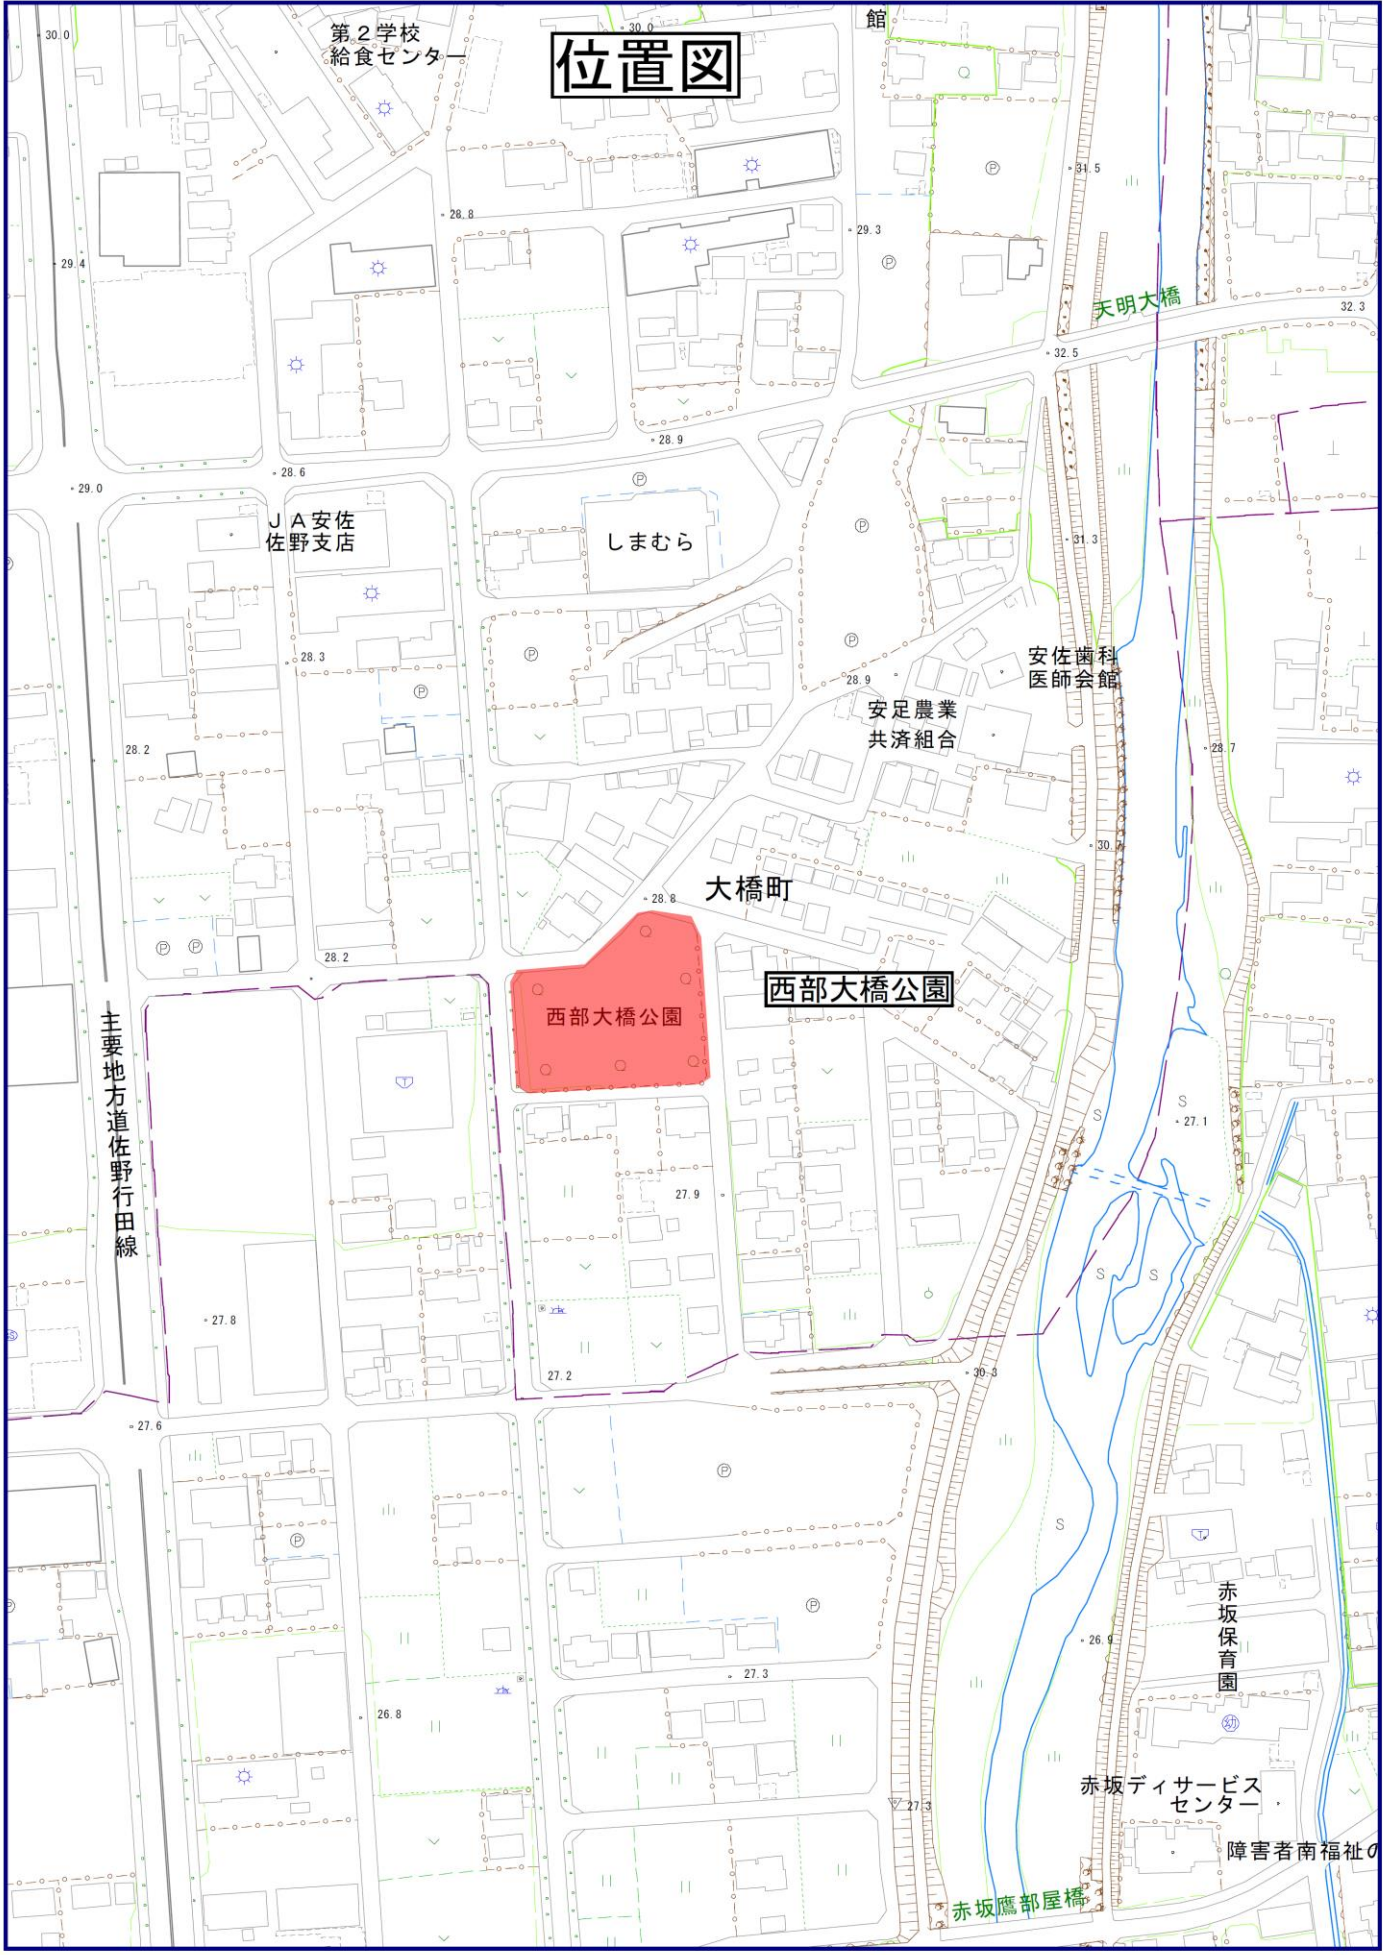 30.0
第2学校
給食センター
30.0
館
位置図
31.5
28.8
29.3
29.4
天明大橋
32.3
32.5
28.9
28.6
29.0
JA安佐
佐野支店
しまむら
31.3
28.3
安佐歯科
医師会館
28.9
安足農業
共済組合
28.2
28.7
30.
大橋町
28.8
28.2
西部大橋公園
西部大橋公園
主要地方道佐野行田線
27.1
27.9
27.8
27.2
30.3
27.6
赤坂保育園
26.9
27.3
26.8
幼
赤坂ディサービス
センター
27.3
障害者南福祉の
赤坂鷹部屋橋